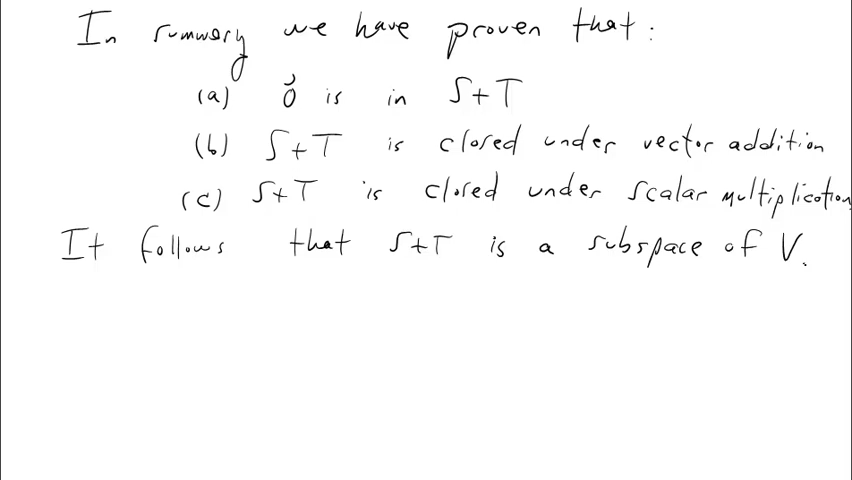 In summary we have proven that:
(a) 0⃗ is in S+T
(b) S+T is closed under vector addition
(c) S+T is closed under scalar multiplication
It follows that S+T is a subspace of V.